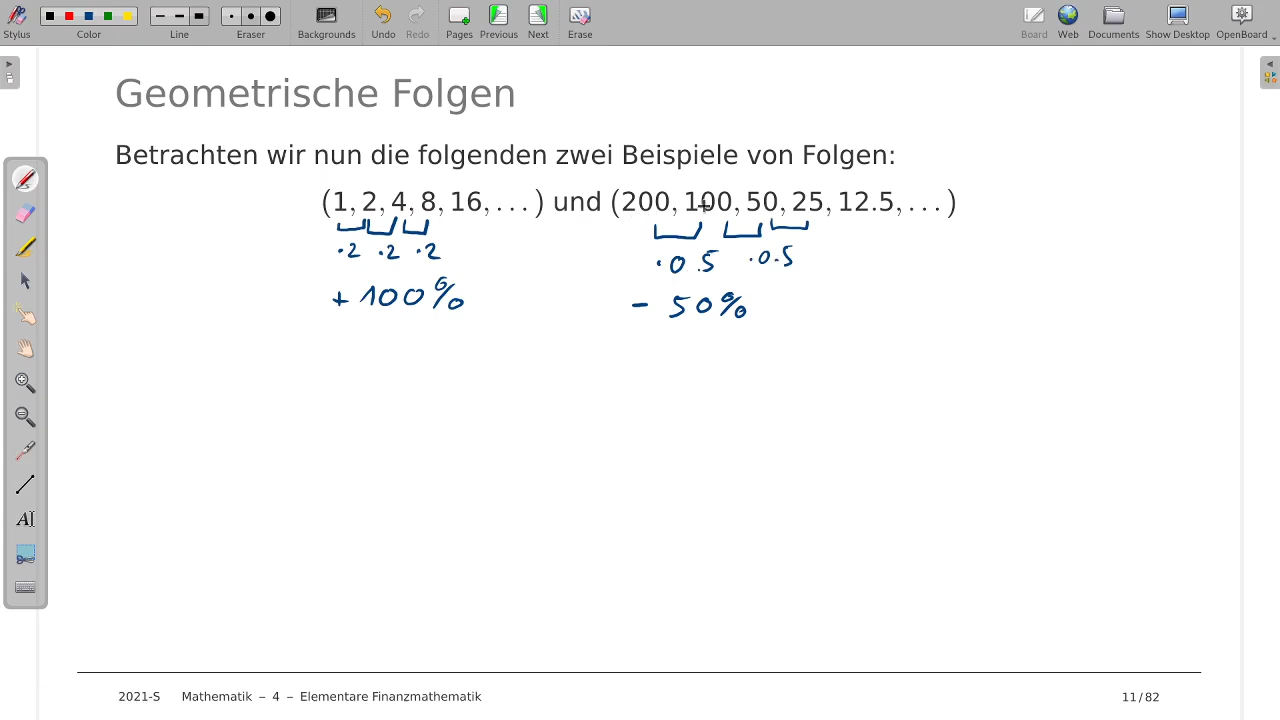 Stylus Color Line Eraser Backgrounds Undo Redo Pages Previous Next Erase Board Web Documents Show Desktop OpenBoard
Geometrische Folgen
Betrachten wir nun die folgenden zwei Beispiele von Folgen:
(1, 2, 4, 8, 16, . . . ) und (200, 100, 50, 25, 12.5, . . . )
·2 ·2 ·2 ·0.5 ·0.5
+ 100% - 50%
2021-S Mathematik – 4 – Elementare Finanzmathematik 11/82